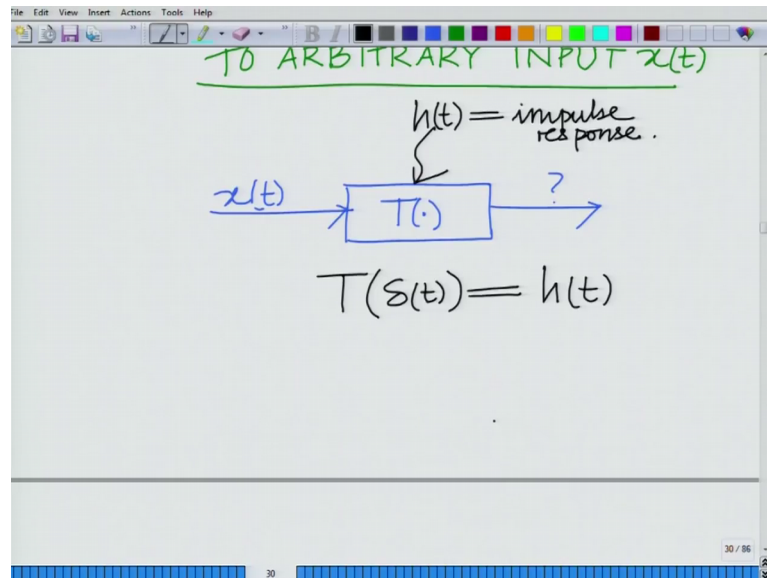 File Edit View Insert Actions Tools Help
B I
TO ARBITRARY INPUT x(t)
h(t) = impulse
response.
x(t)
T(·)
?
T(δ(t)) = h(t)
30 / 86
30